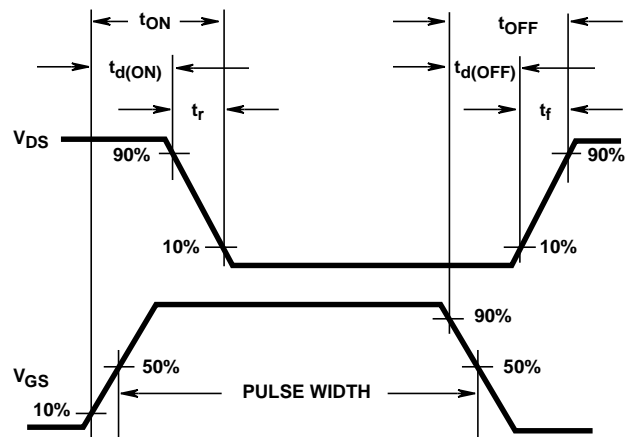 tON tOFF
td(ON) td(OFF)
tr tf
VDS
90% 90%
10% 10%
90%
VGS 50% 50%
PULSE WIDTH
10%